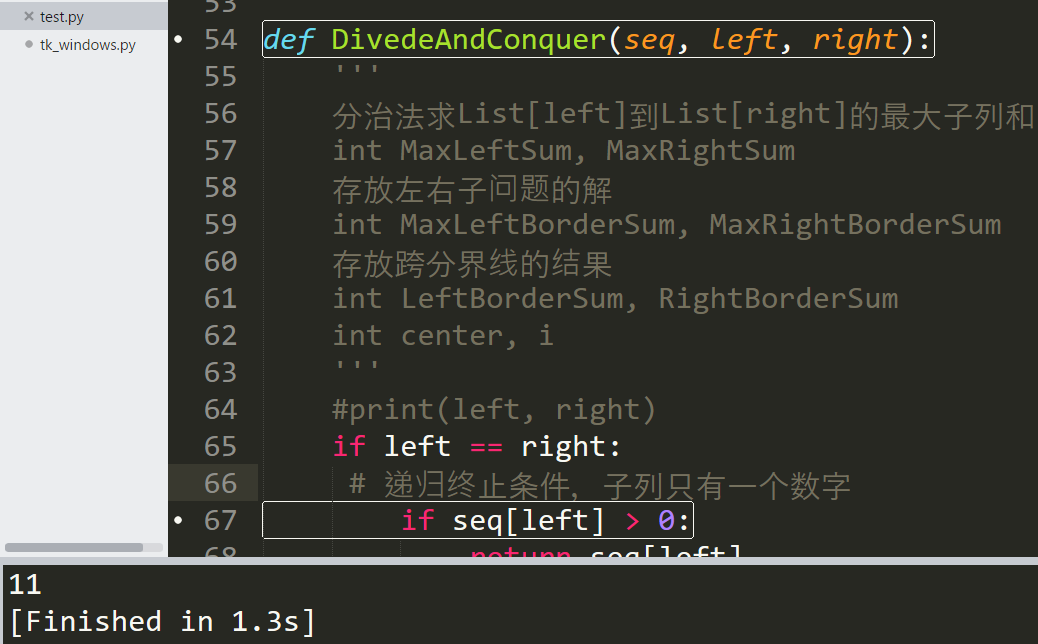 test.py
tk_windows.py
53
54 def DivedeAndConquer(seq, left, right):
55 '''
56 分治法求List[left]到List[right]的最大子列和
57 int MaxLeftSum, MaxRightSum
58 存放左右子问题的解
59 int MaxLeftBorderSum, MaxRightBorderSum
60 存放跨分界线的结果
61 int LeftBorderSum, RightBorderSum
62 int center, i
63 '''
64 #print(left, right)
65 if left == right:
66 # 递归终止条件, 子列只有一个数字
67 if seq[left] > 0:
68 return seq[left]
11
[Finished in 1.3s]